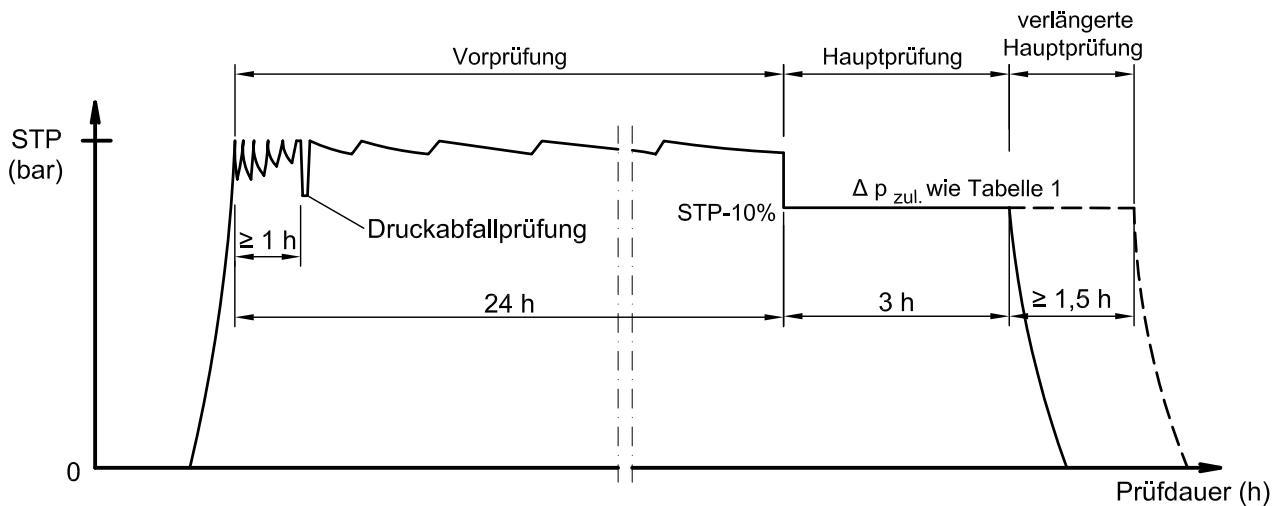 verlängerte
Hauptprüfung
Vorprüfung
Hauptprüfung
STP
(bar)
Δ p zul. wie Tabelle 1
STP-10%
Druckabfallprüfung
≥ 1 h
24 h
3 h
≥ 1,5 h
0
Prüfdauer (h)